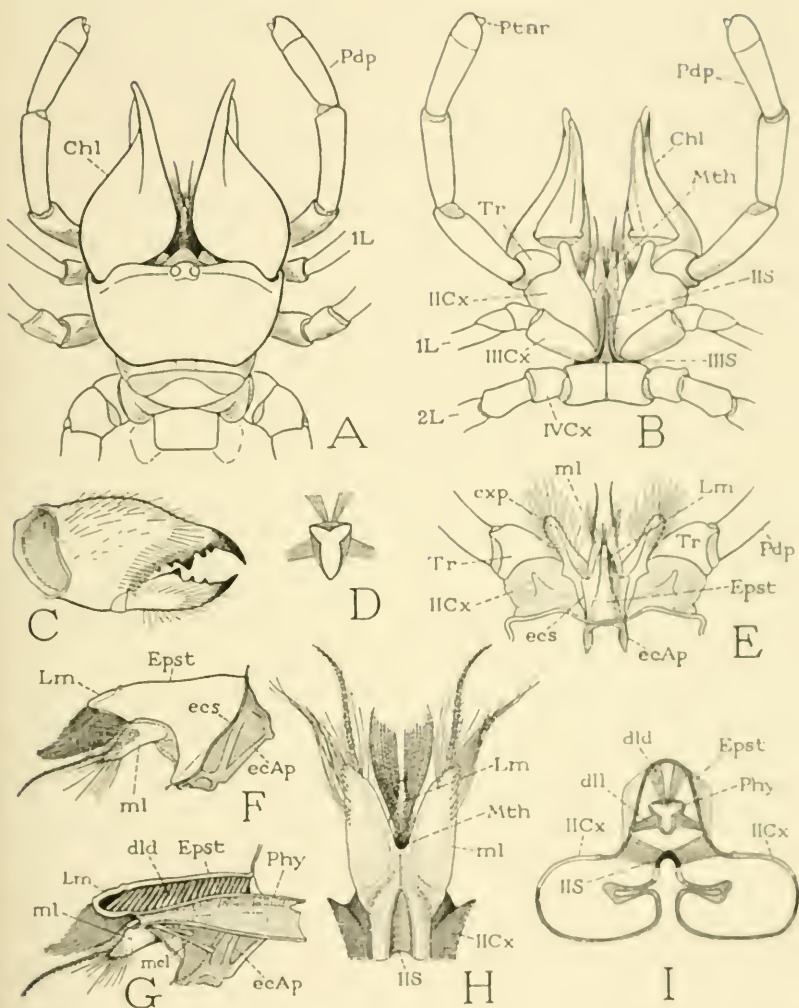 Pdp
Chl
1L
A
Ptar
Pdp
Chl
Mth
Tr
IICx
IIS
1L
IIICx
IIIS
2L
IVCx
B
C
D
ml
cxp
Lm
Tr
Tr
Pdp
IICx
Epst
ecs
ecAp
E
Epst
Lm
ecs
ecAp
ml
F
dld
Epst
Phy
Lm
ml
mcl
ecAp
G
Lm
Mth
ml
IICx
IIS
H
dld
Epst
dll
Phy
IICx
IICx
IIS
I